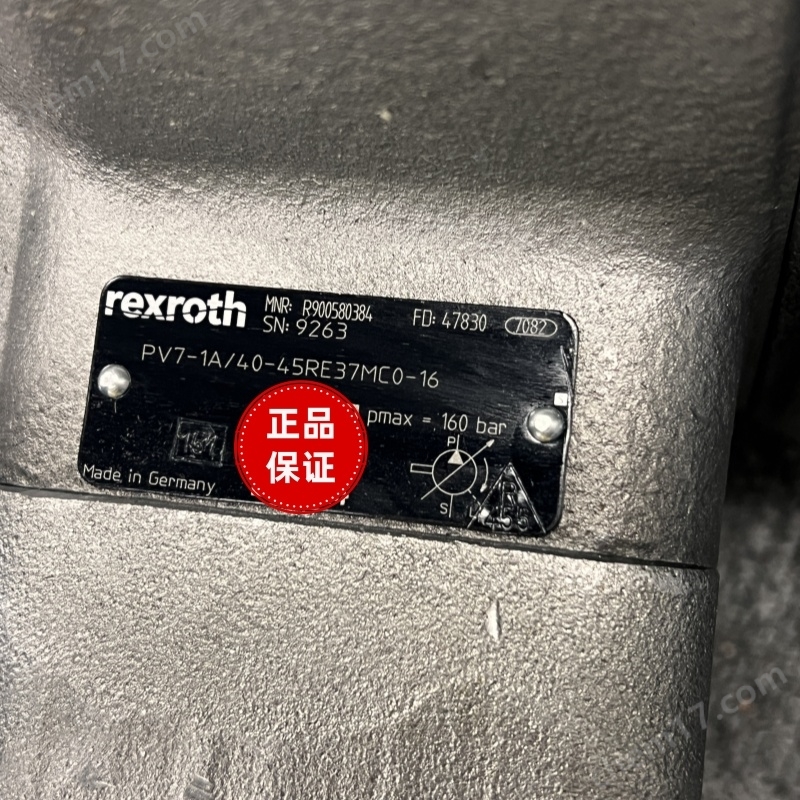 rexroth
MNR: R900580384 FD: 47830 7082
SN: 9263
PV7-1A/40-45RE37MC0-16
pmax = 160 bar
正品
保证
P
S
Made in Germany